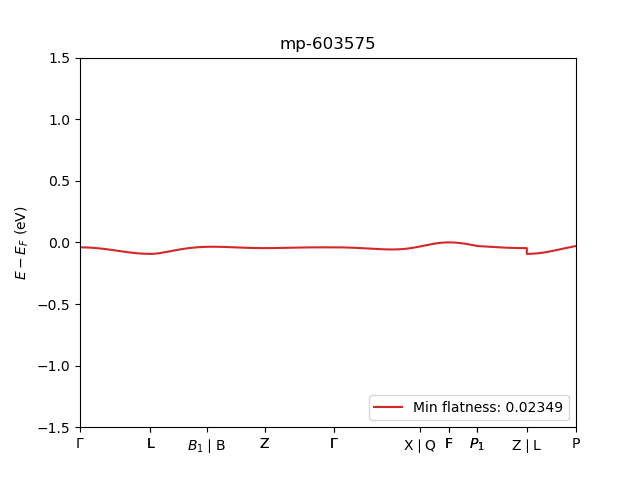 mp-603575
E − E_F (eV)
1.5
1.0
0.5
0.0
−0.5
−1.0
−1.5
Min flatness: 0.02349
Γ L B₁ | B Z Γ X | Q F P₁ Z | L P